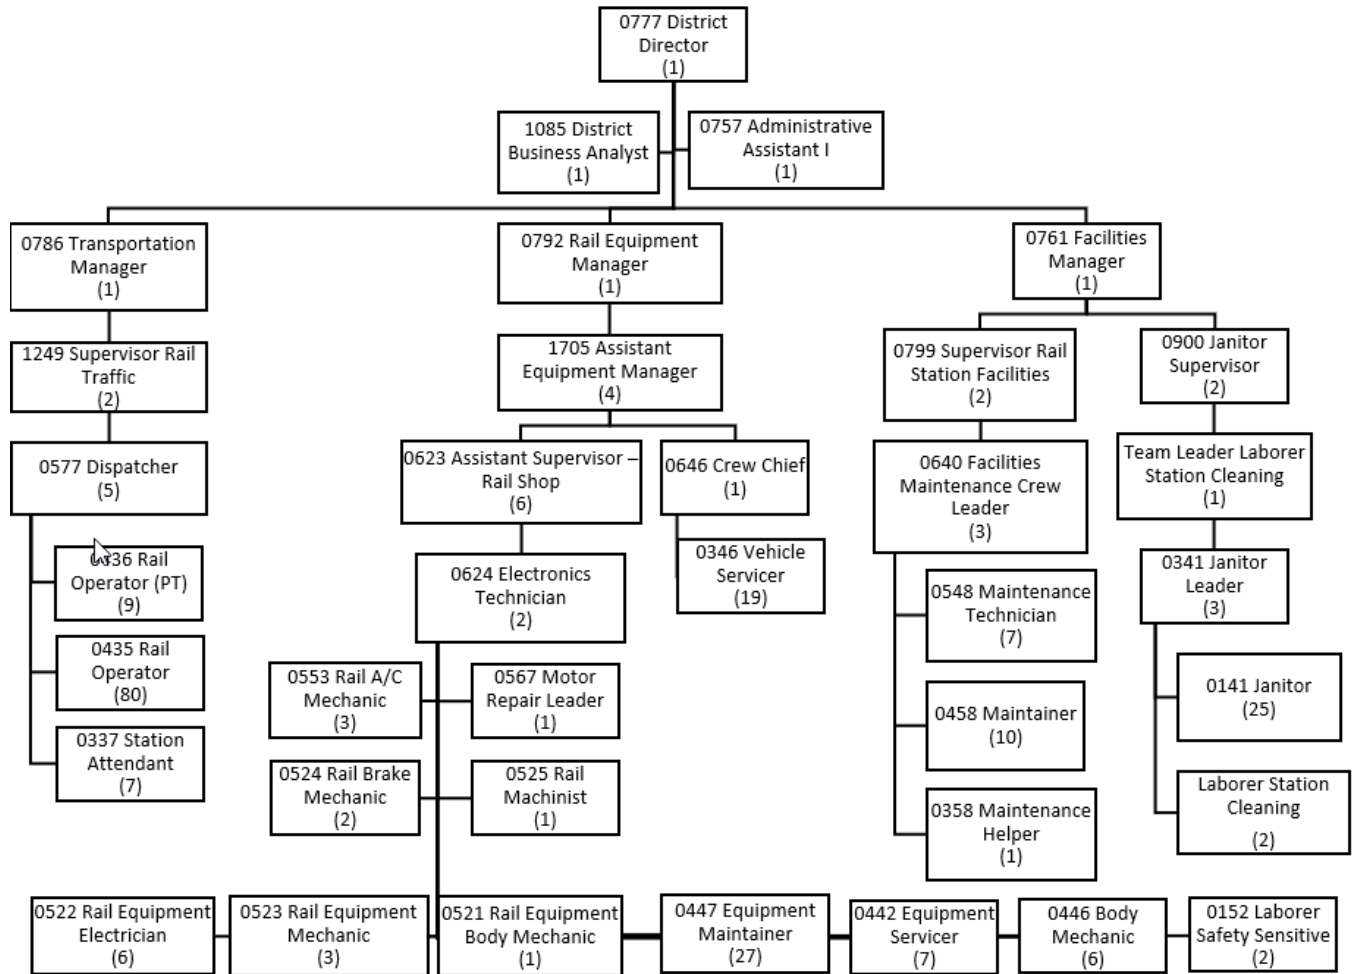 0777 District
Director
(1)
1085 District
Business Analyst
(1)
0757 Administrative
Assistant I
(1)
0786 Transportation
Manager
(1)
1249 Supervisor Rail
Traffic
(2)
0577 Dispatcher
(5)
Rail
Operator (PT)
(9)
0435 Rail
Operator
(80)
0337 Station
Attendant
(7)
0792 Rail Equipment
Manager
(1)
1705 Assistant
Equipment Manager
(4)
0623 Assistant Supervisor –
Rail Shop
(6)
0646 Crew Chief
(1)
0346 Vehicle
Servicer
(19)
0624 Electronics
Technician
(2)
0553 Rail A/C
Mechanic
(3)
0567 Motor
Repair Leader
(1)
0524 Rail Brake
Mechanic
(2)
0525 Rail
Machinist
(1)
0761 Facilities
Manager
(1)
0799 Supervisor Rail
Station Facilities
(2)
0640 Facilities
Maintenance Crew
Leader
(3)
0548 Maintenance
Technician
(7)
0458 Maintainer
(10)
0358 Maintenance
Helper
(1)
0900 Janitor
Supervisor
(2)
Team Leader Laborer
Station Cleaning
(1)
0341 Janitor
Leader
(3)
0141 Janitor
(25)
Laborer Station
Cleaning
(2)
0522 Rail Equipment
Electrician
(6)
0523 Rail Equipment
Mechanic
(3)
0521 Rail Equipment
Body Mechanic
(1)
0447 Equipment
Maintainer
(27)
0442 Equipment
Servicer
(7)
0446 Body
Mechanic
(6)
0152 Laborer
Safety Sensitive
(2)